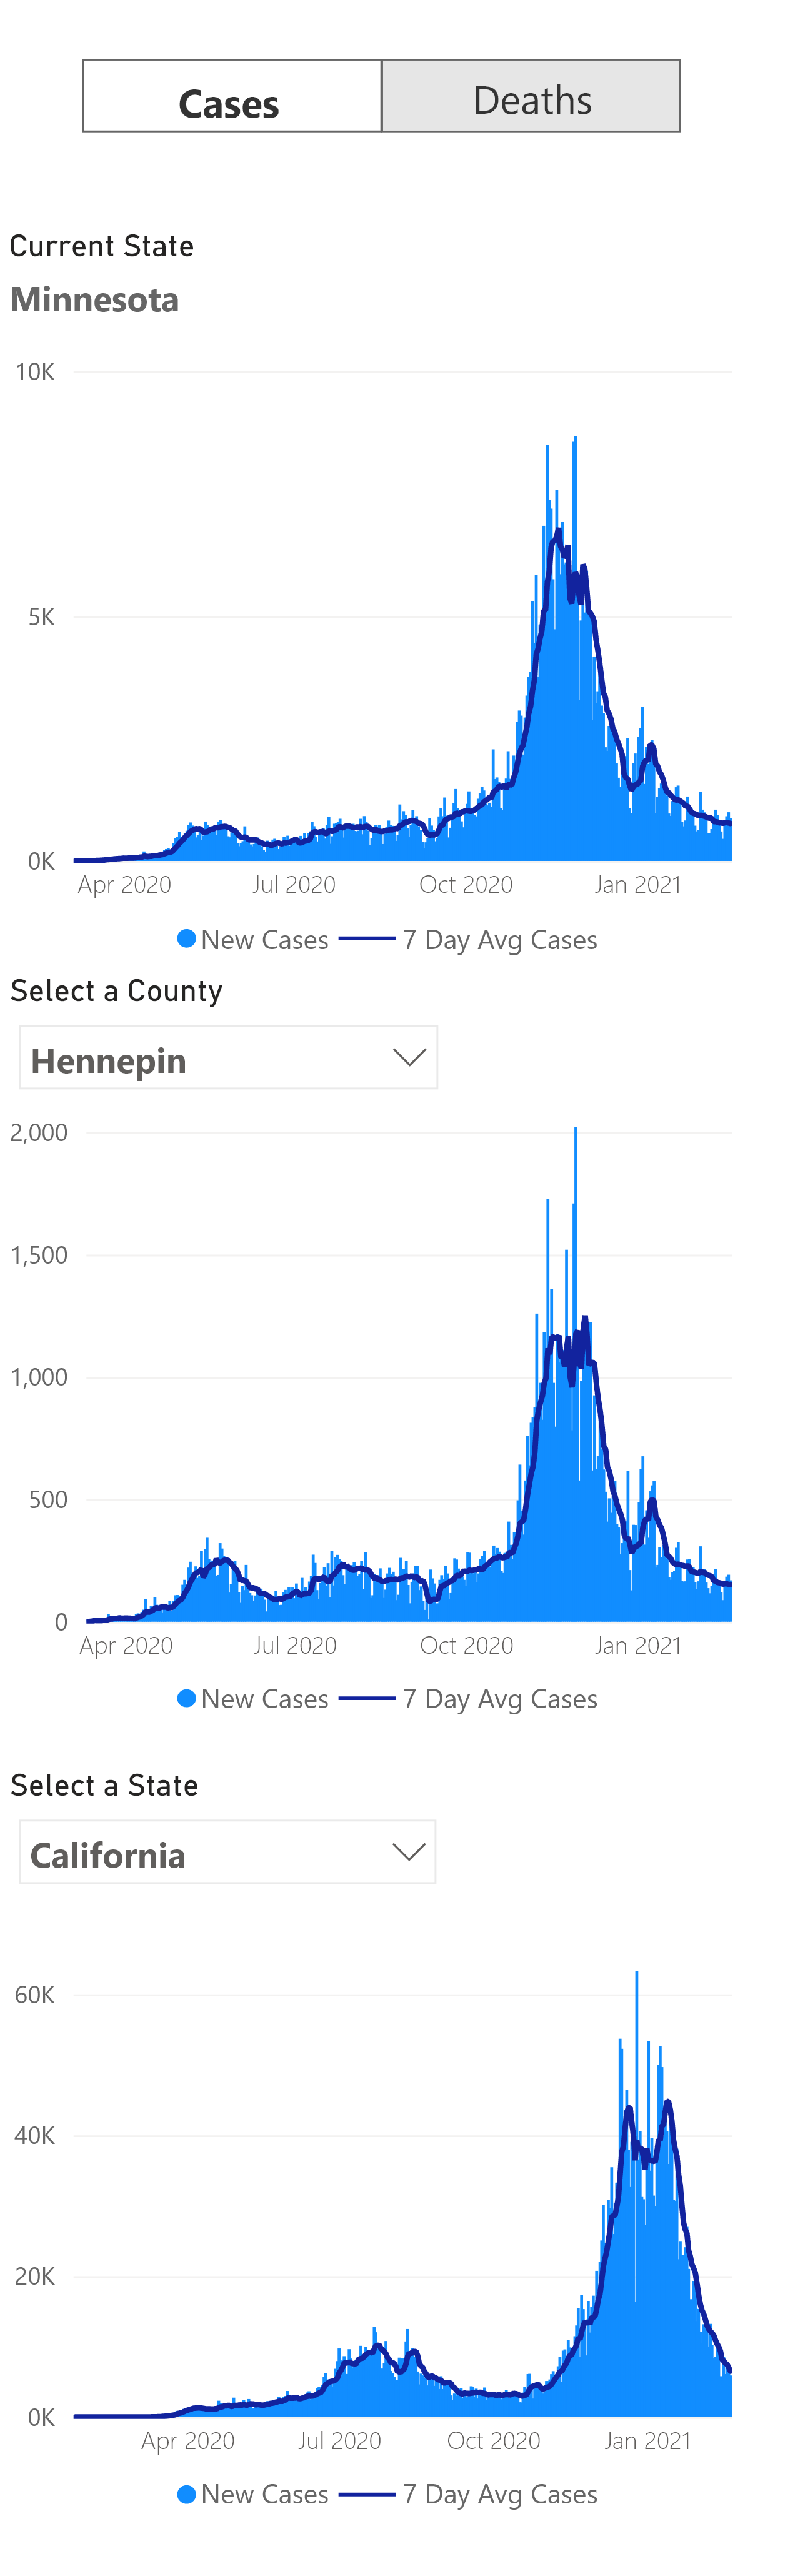 Cases Deaths
Current State
Minnesota
10K
5K
0K
Apr 2020 Jul 2020 Oct 2020 Jan 2021
New Cases 7 Day Avg Cases
Select a County
Hennepin
2,000
1,500
1,000
500
0
Apr 2020 Jul 2020 Oct 2020 Jan 2021
New Cases 7 Day Avg Cases
Select a State
California
60K
40K
20K
0K
Apr 2020 Jul 2020 Oct 2020 Jan 2021
New Cases 7 Day Avg Cases